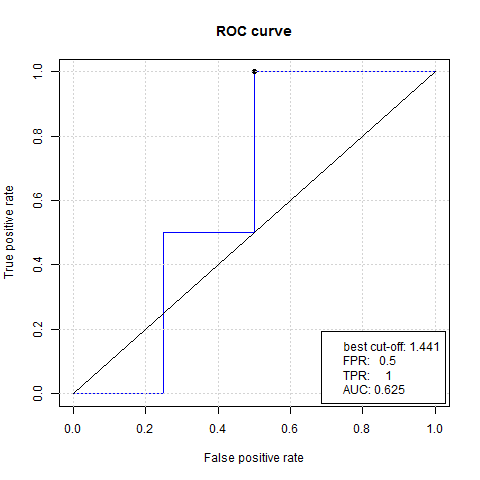 ROC curve
True positive rate
1.0
0.8
0.6
0.4
0.2
0.0
best cut-off: 1.441
FPR: 0.5
TPR: 1
AUC: 0.625
0.0 0.2 0.4 0.6 0.8 1.0
False positive rate